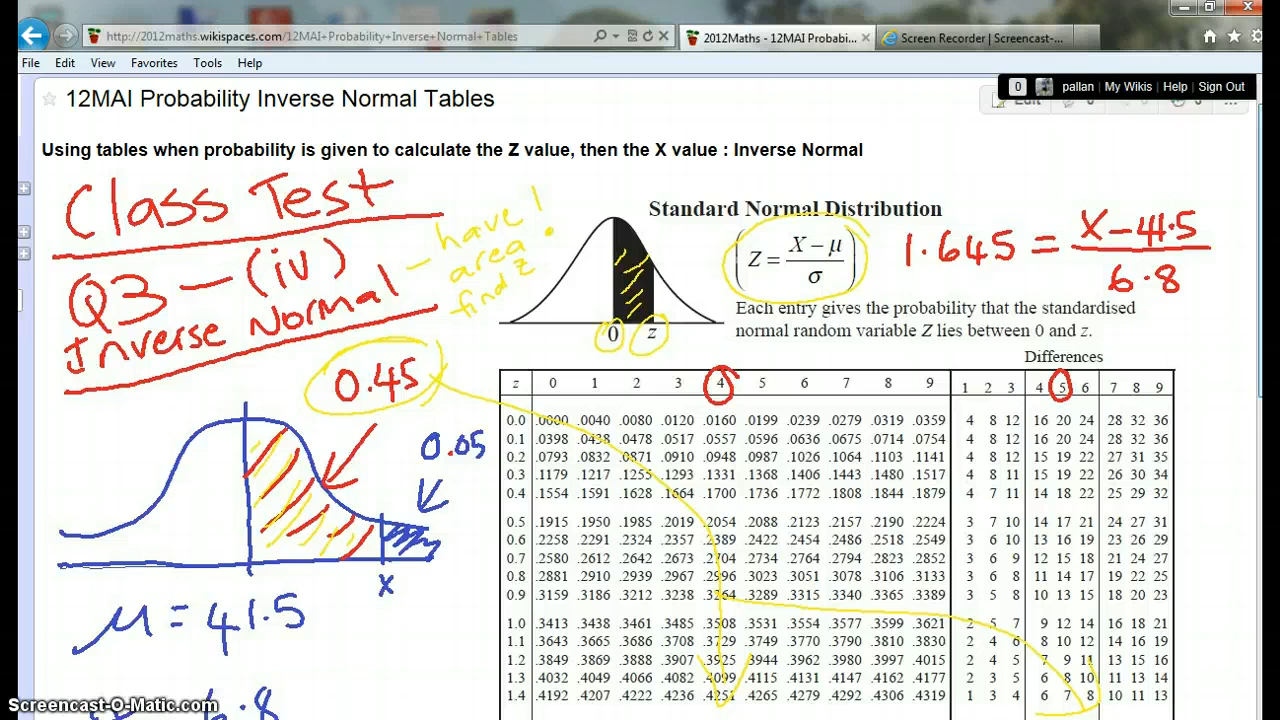 http://2012maths.wikispaces.com/12MAI+Probability+Inverse+Normal+Tables
2012Maths - 12MAI Probabi...
Screen Recorder | Screencast-...
File Edit View Favorites Tools Help
0 pallan My Wikis | Help | Sign Out
12MAI Probability Inverse Normal Tables
Edit 0 0 ...
Using tables when probability is given to calculate the Z value, then the X value : Inverse Normal
Class Test
Q3 – (iv)
Inverse Normal
– have area find z !
Standard Normal Distribution
(Z = X – μ / σ)
1.645 = X – 41.5 / 6.8
0 z
Each entry gives the probability that the standardised
normal random variable Z lies between 0 and z.
0.45
0.05
x
μ = 41.5
6.8
Differences
z 0 1 2 3 4 5 6 7 8 9 1 2 3 4 5 6 7 8 9
0.0 .0000 .0040 .0080 .0120 .0160 .0199 .0239 .0279 .0319 .0359 4 8 12 16 20 24 28 32 36
0.1 .0398 .0438 .0478 .0517 .0557 .0596 .0636 .0675 .0714 .0754 4 8 12 16 20 24 28 32 36
0.2 .0793 .0832 .0871 .0910 .0948 .0987 .1026 .1064 .1103 .1141 4 8 12 15 19 22 27 31 35
0.3 .1179 .1217 .1255 .1293 .1331 .1368 .1406 .1443 .1480 .1517 4 8 11 15 19 22 26 30 34
0.4 .1554 .1591 .1628 .1664 .1700 .1736 .1772 .1808 .1844 .1879 4 7 11 14 18 22 25 29 32
0.5 .1915 .1950 .1985 .2019 .2054 .2088 .2123 .2157 .2190 .2224 3 7 10 14 17 21 24 27 31
0.6 .2258 .2291 .2324 .2357 .2389 .2422 .2454 .2486 .2518 .2549 3 6 10 13 16 19 23 26 29
0.7 .2580 .2612 .2642 .2673 .2704 .2734 .2764 .2794 .2823 .2852 3 6 9 12 15 18 21 24 27
0.8 .2881 .2910 .2939 .2967 .2996 .3023 .3051 .3078 .3106 .3133 3 6 8 11 14 17 19 22 25
0.9 .3159 .3186 .3212 .3238 .3264 .3289 .3315 .3340 .3365 .3389 3 5 8 10 13 15 18 20 23
1.0 .3413 .3438 .3461 .3485 .3508 .3531 .3554 .3577 .3599 .3621 2 5 7 9 12 14 16 18 21
1.1 .3643 .3665 .3686 .3708 .3729 .3749 .3770 .3790 .3810 .3830 2 4 6 8 10 12 14 16 19
1.2 .3849 .3869 .3888 .3907 .3925 .3944 .3962 .3980 .3997 .4015 2 4 5 7 9 11 13 15 16
1.3 .4032 .4049 .4066 .4082 .4099 .4115 .4131 .4147 .4162 .4177 2 3 5 6 8 10 11 13 14
1.4 .4192 .4207 .4222 .4236 .4251 .4265 .4279 .4292 .4306 .4319 1 3 4 6 7 8 10 11 13
Screencast-O-Matic.com